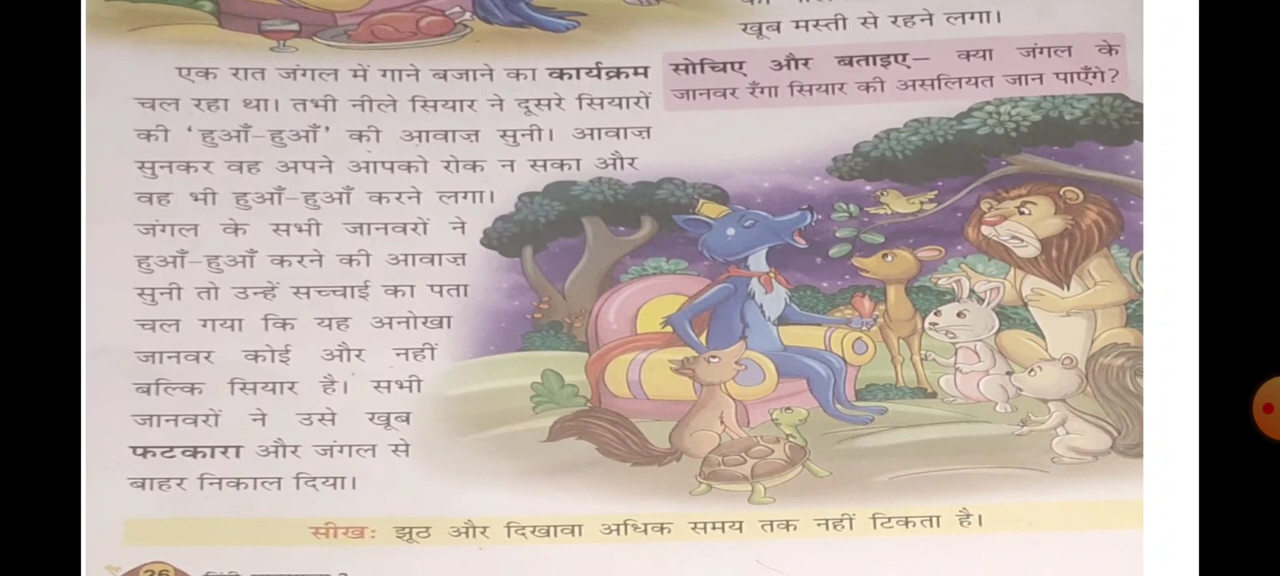 खूब मस्ती से रहने लगा।
सोचिए और बताइए– क्या जंगल के
जानवर रँगा सियार की असलियत जान पाएँगे?
एक रात जंगल में गाने बजाने का कार्यक्रम
चल रहा था। तभी नीले सियार ने दूसरे सियारों
की ‘हुआँ-हुआँ’ की आवाज़ सुनी। आवाज़
सुनकर वह अपने आपको रोक न सका और
वह भी हुआँ-हुआँ करने लगा।
जंगल के सभी जानवरों ने
हुआँ-हुआँ करने की आवाज़
सुनी तो उन्हें सच्चाई का पता
चल गया कि यह अनोखा
जानवर कोई और नहीं
बल्कि सियार है। सभी
जानवरों ने उसे खूब
फटकारा और जंगल से
बाहर निकाल दिया।
सीखः झूठ और दिखावा अधिक समय तक नहीं टिकता है।
26